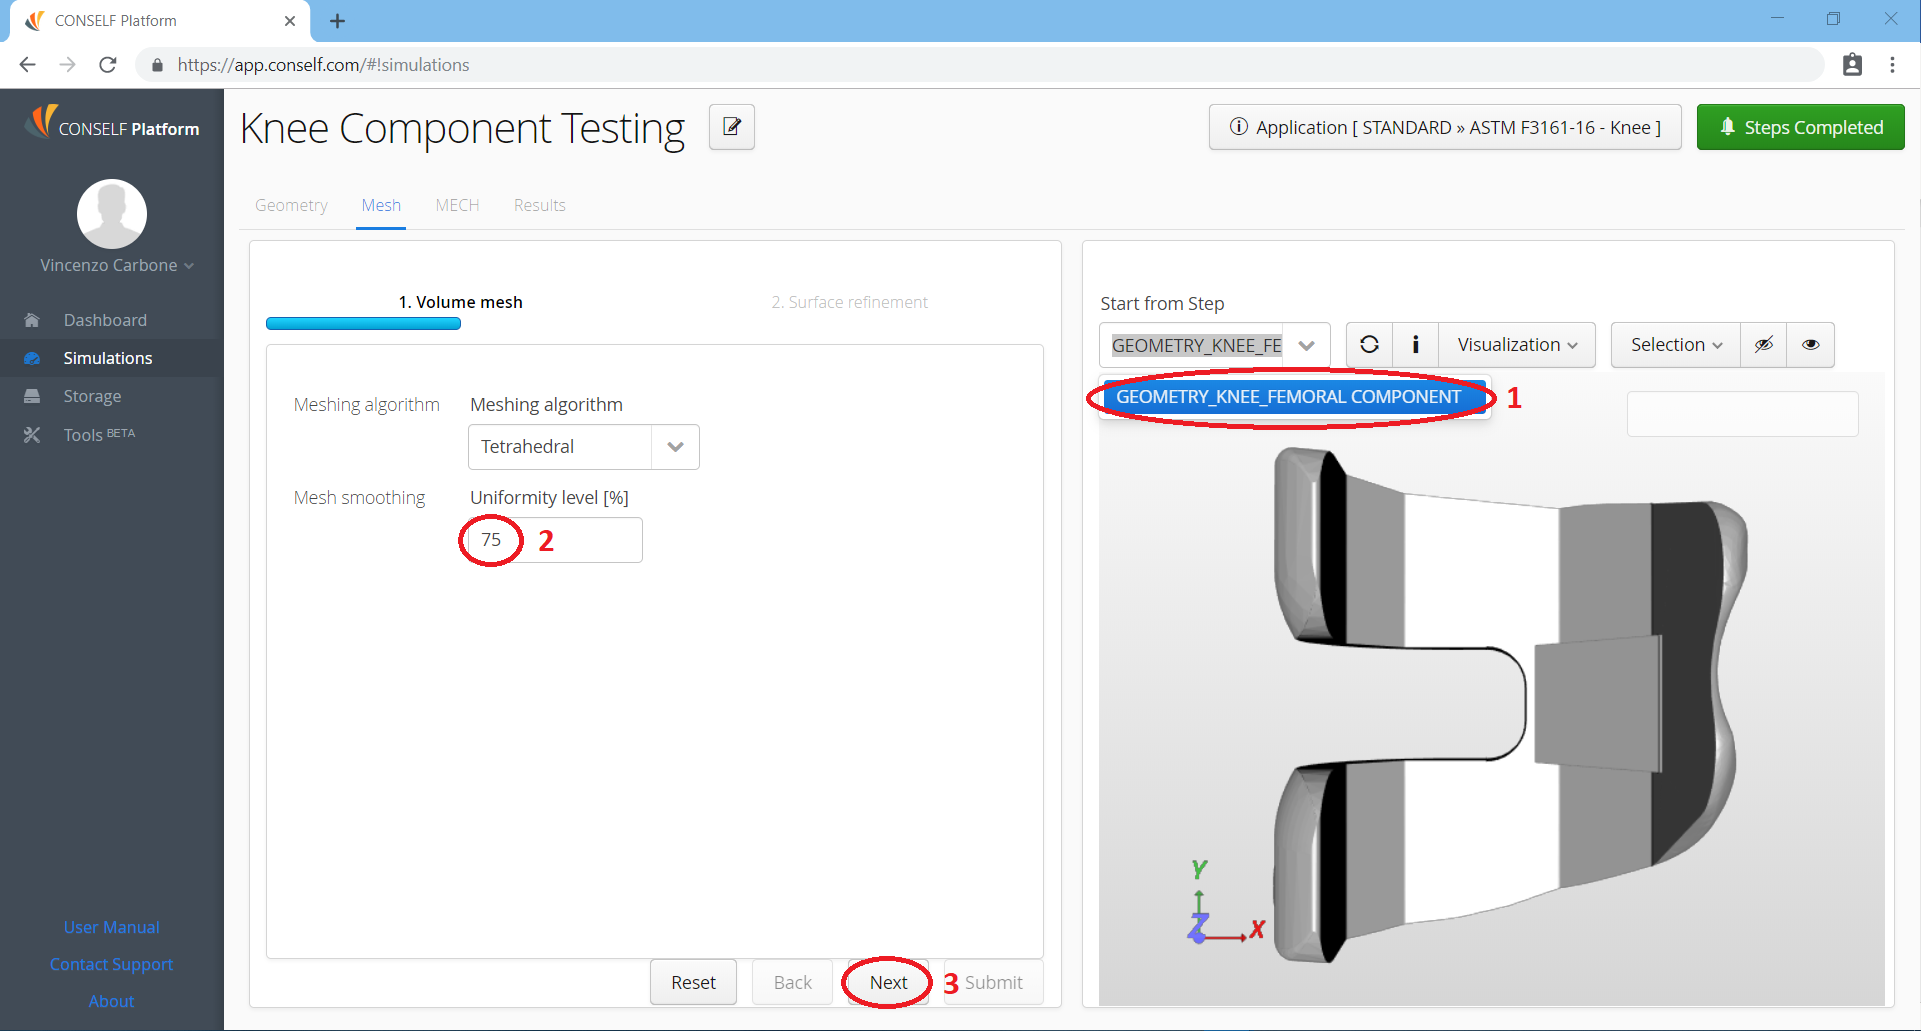 CONSELF Platform
https://app.conself.com/#!simulations
CONSELF Platform
Vincenzo Carbone
Dashboard
Simulations
Storage
Tools BETA
User Manual
Contact Support
About
Knee Component Testing
Application [ STANDARD » ASTM F3161-16 - Knee ]
Steps Completed
Geometry
Mesh
MECH
Results
1. Volume mesh
2. Surface refinement
Meshing algorithm
Meshing algorithm
Tetrahedral
Mesh smoothing
Uniformity level [%]
75
2
Reset
Back
Next
3
Submit
Start from Step
GEOMETRY_KNEE_FE
i
Visualization
Selection
GEOMETRY_KNEE_FEMORAL COMPONENT
1
Y
Z
X